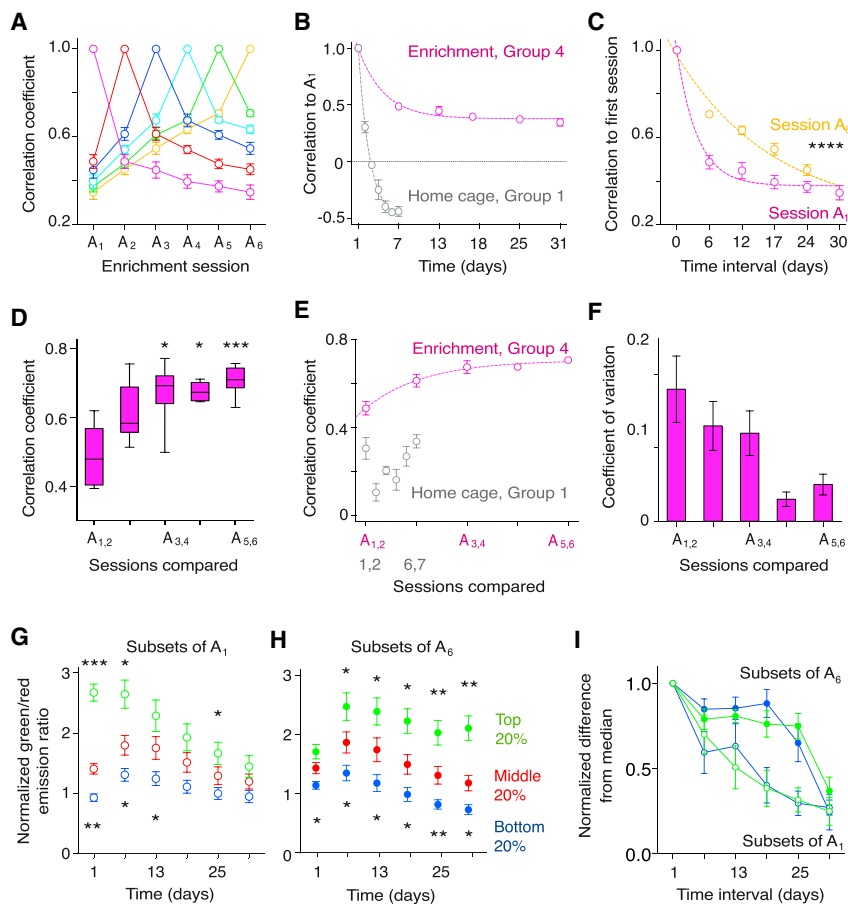 A
Correlation coefficient
1.0
0.6
0.2
A1 A2 A3 A4 A5 A6
Enrichment session
B
Correlation to A1
1.0
0.5
0
-0.5
Enrichment, Group 4
Home cage, Group 1
1 7 13 18 25 31
Time (days)
C
Correlation to first session
1.0
0.6
0.2
Session A6
****
Session A1
0 6 12 17 24 30
Time interval (days)
D
Correlation coefficient
0.8
0.6
0.4
* * ***
A1,2 A3,4 A5,6
Sessions compared
E
Correlation coefficient
0.8
0.4
0
Enrichment, Group 4
Home cage, Group 1
A1,2 A3,4 A5,6
1,2 6,7
Sessions compared
F
Coefficient of variaton
0.2
0.1
0
A1,2 A3,4 A5,6
Sessions compared
G
Subsets of A1
Normalized green/red
emission ratio
3
2
1
0
*** * *
** * *
1 13 25
Time (days)
H
Subsets of A6
3
2
1
0
* * * ** **
* * * * ** *
Top
20%
Middle
20%
Bottom
20%
1 13 25
Time (days)
I
Normalized difference
from median
1.0
0.5
0.0
Subsets of A6
Subsets of A1
1 13 25
Time interval (days)